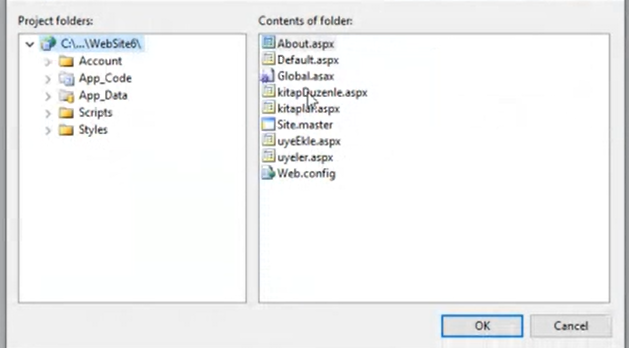 Project folders:
C:\...\WebSite6\
Account
App_Code
App_Data
Scripts
Styles
Contents of folder:
About.aspx
Default.aspx
Global.asax
kitapDuzenle.aspx
kitaplar.aspx
Site.master
uyeEkle.aspx
uyeler.aspx
Web.config
OK
Cancel